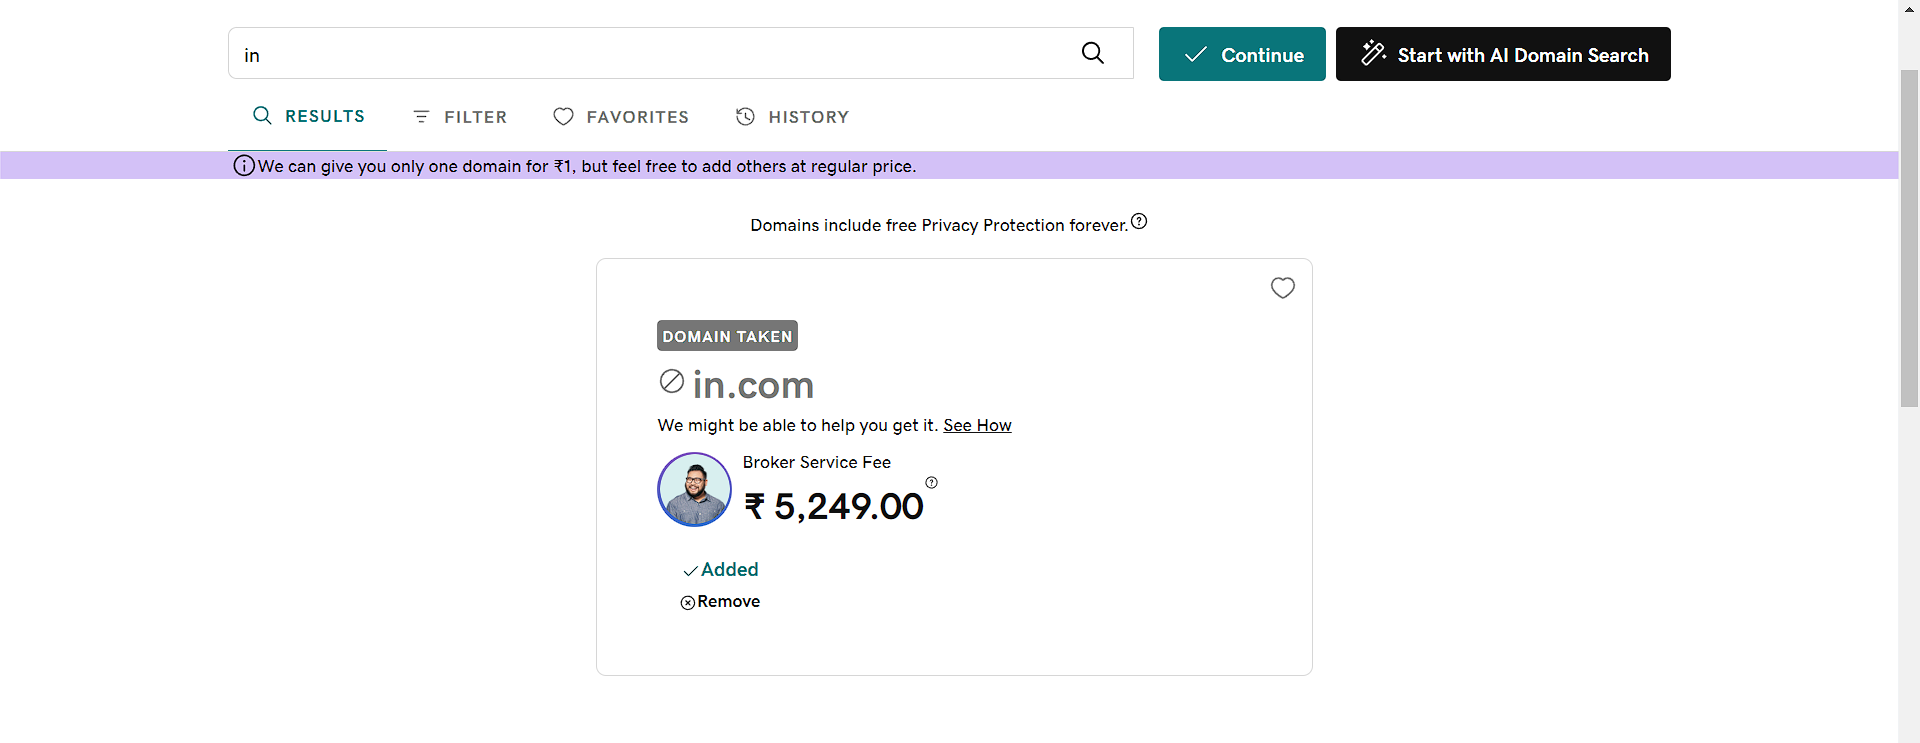 in
Continue
Start with AI Domain Search
RESULTS
FILTER
FAVORITES
HISTORY
We can give you only one domain for ₹1, but feel free to add others at regular price.
Domains include free Privacy Protection forever.
DOMAIN TAKEN
in.com
We might be able to help you get it. See How
Broker Service Fee
₹ 5,249.00
Added
Remove